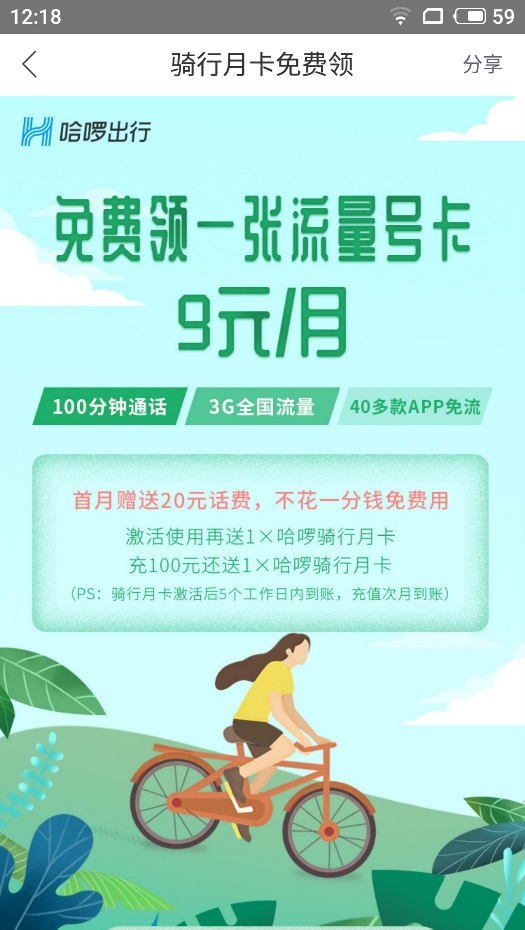 12:18
59
骑行月卡免费领
分享
哈啰出行
免费领一张流量号卡
9元/月
100分钟通话
3G全国流量
40多款APP免流
首月赠送20元话费，不花一分钱免费用
激活使用再送1×哈啰骑行月卡
充100元还送1×哈啰骑行月卡
（PS：骑行月卡激活后5个工作日内到账，充值次月到账）